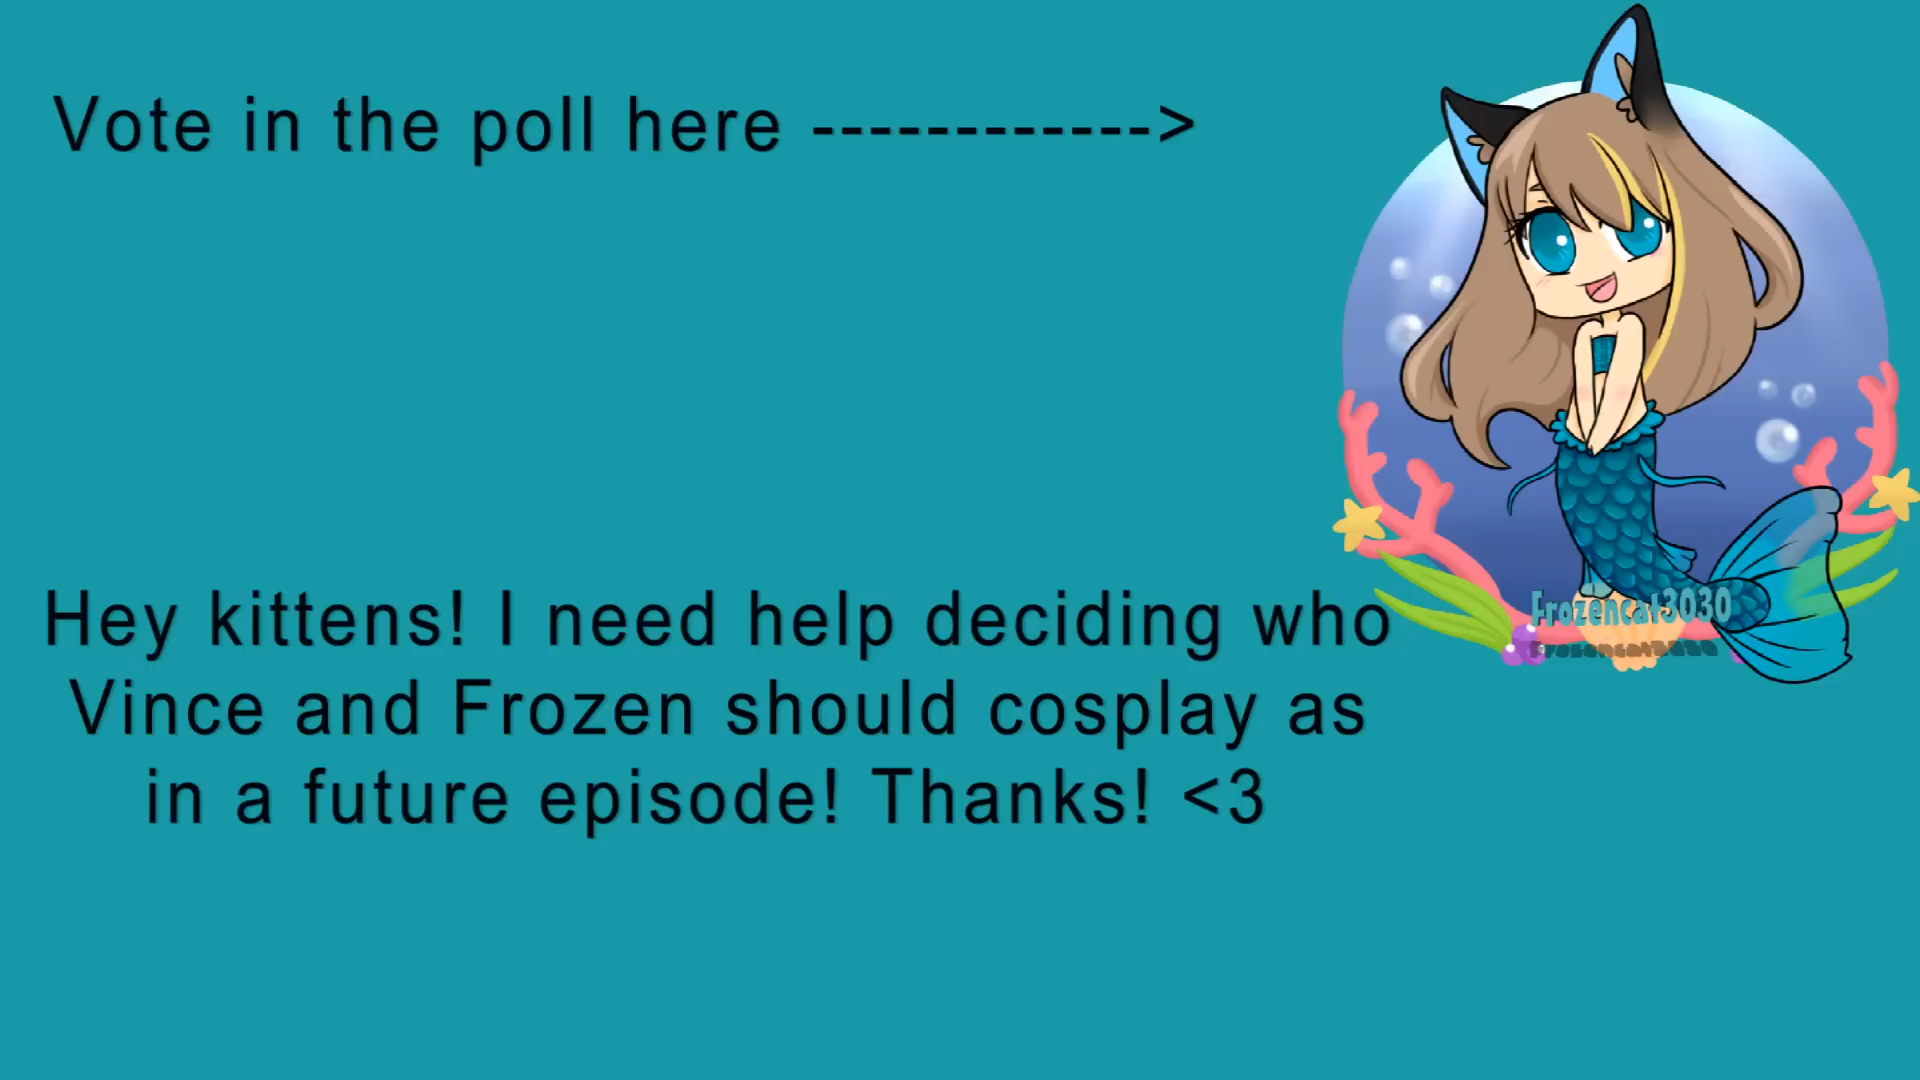 Vote in the poll here ------------>
Hey kittens! I need help deciding who
Vince and Frozen should cosplay as
in a future episode! Thanks! <3
Frozencat3030
Frozencat3030